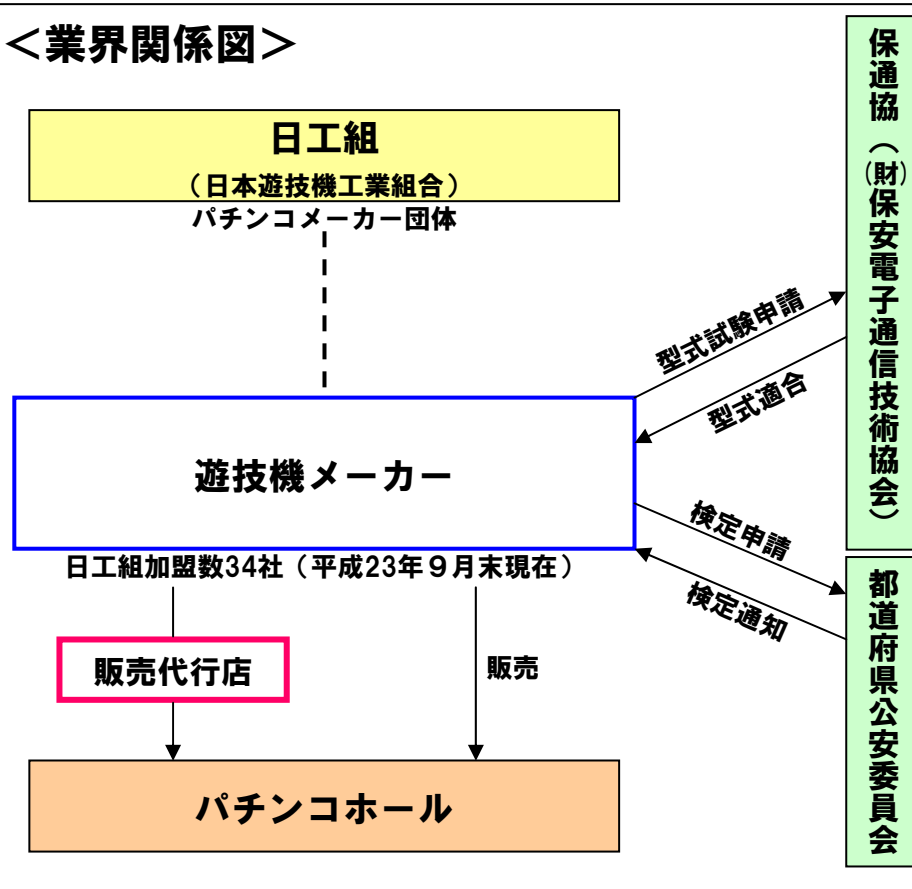 ＜業界関係図＞
日工組
（日本遊技機工業組合）
パチンコメーカー団体
型式試験申請
型式適合
遊技機メーカー
日工組加盟数34社（平成23年９月末現在）
検定申請
検定通知
販売代行店
販売
パチンコホール
保通協（(財)保安電子通信技術協会）
都道府県公安委員会